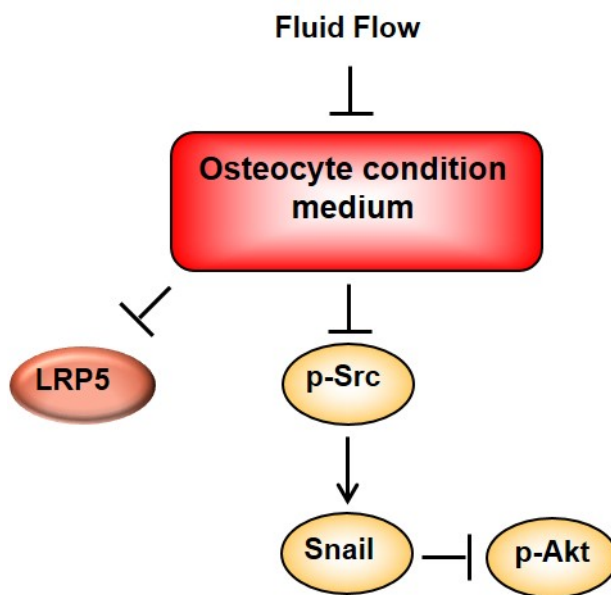 Fluid Flow
Osteocyte condition
medium
LRP5
p-Src
Snail
p-Akt